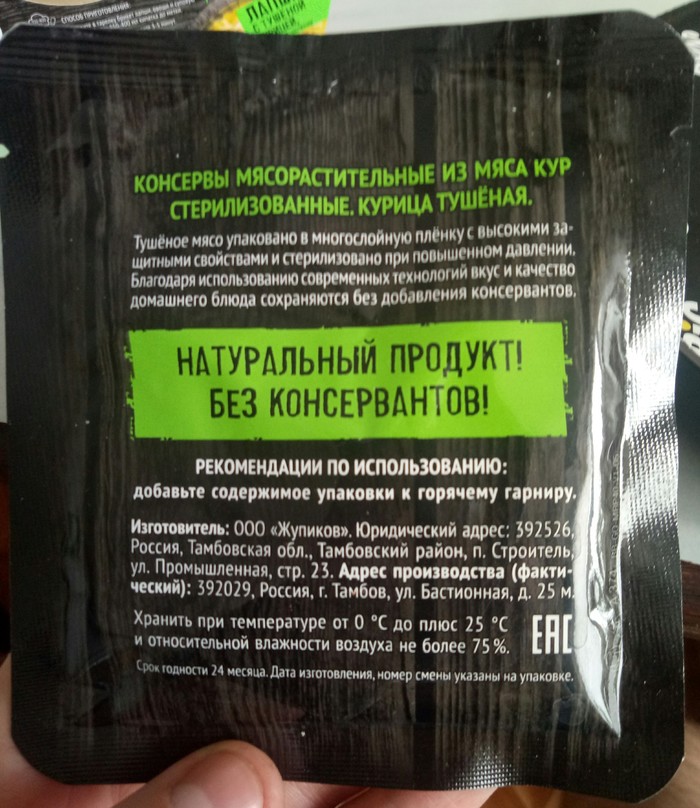 СПОСОБ ПРИГОТОВЛЕНИЯ:
ЛАПША
С ТУШЁНОЙ
КОНСЕРВЫ МЯСОРАСТИТЕЛЬНЫЕ ИЗ МЯСА КУР
СТЕРИЛИЗОВАННЫЕ. КУРИЦА ТУШЁНАЯ.
Тушёное мясо упаковано в многослойную плёнку с высокими за-
щитными свойствами и стерилизовано при повышенном давлении.
Благодаря использованию современных технологий вкус и качество
домашнего блюда сохраняются без добавления консервантов.
НАТУРАЛЬНЫЙ ПРОДУКТ!
БЕЗ КОНСЕРВАНТОВ!
РЕКОМЕНДАЦИИ ПО ИСПОЛЬЗОВАНИЮ:
добавьте содержимое упаковки к горячему гарниру.
Изготовитель: ООО «Жупиков». Юридический адрес: 392526,
Россия, Тамбовская обл., Тамбовский район, п. Строитель,
ул. Промышленная, стр. 23. Адрес производства (факти-
ческий): 392029, Россия, г. Тамбов, ул. Бастионная, д. 25 м.
Хранить при температуре от 0 °C до плюс 25 °C
и относительной влажности воздуха не более 75%.
EAC
Срок годности 24 месяца. Дата изготовления, номер смены указаны на упаковке.